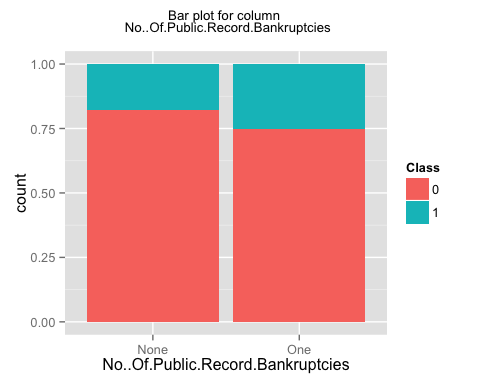 Bar plot for column
No..Of.Public.Record.Bankruptcies
1.00
0.75
0.50
0.25
0.00
count
None
One
No..Of.Public.Record.Bankruptcies
Class
0
1